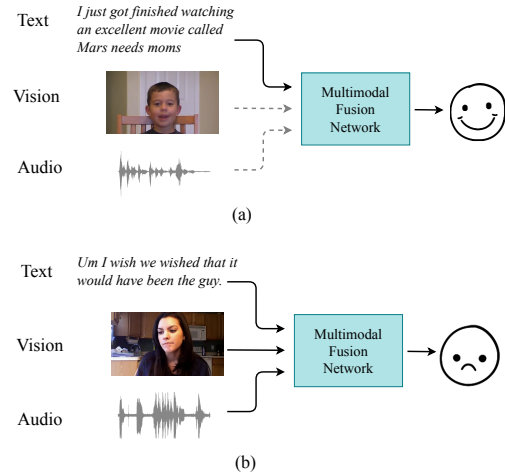 Text
I just got finished watching
an excellent movie called
Mars needs moms
Vision
Audio
Multimodal
Fusion
Network
(a)
Text
Um I wish we wished that it
would have been the guy.
Vision
Audio
Multimodal
Fusion
Network
(b)